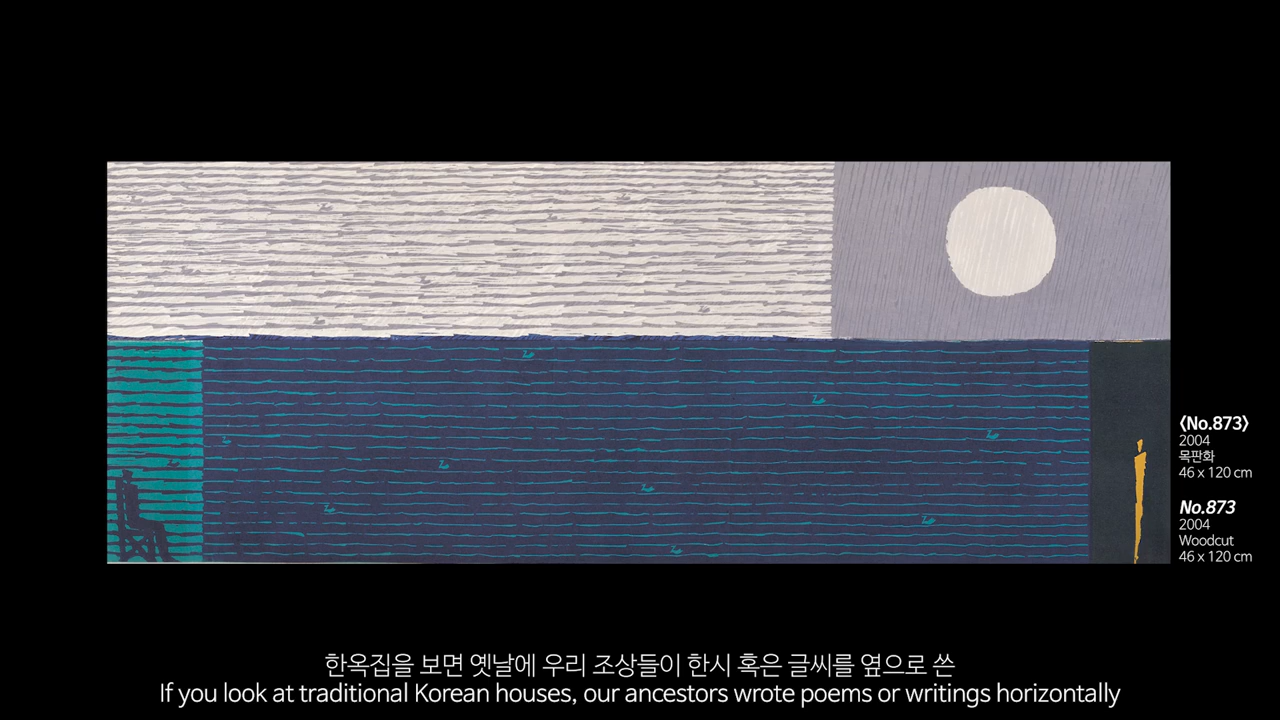 〈No.873〉
2004
목판화
46 x 120 cm
No.873
2004
Woodcut
46 x 120 cm
한옥집을 보면 옛날에 우리 조상들이 한시 혹은 글씨를 옆으로 쓴
If you look at traditional Korean houses, our ancestors wrote poems or writings horizontally